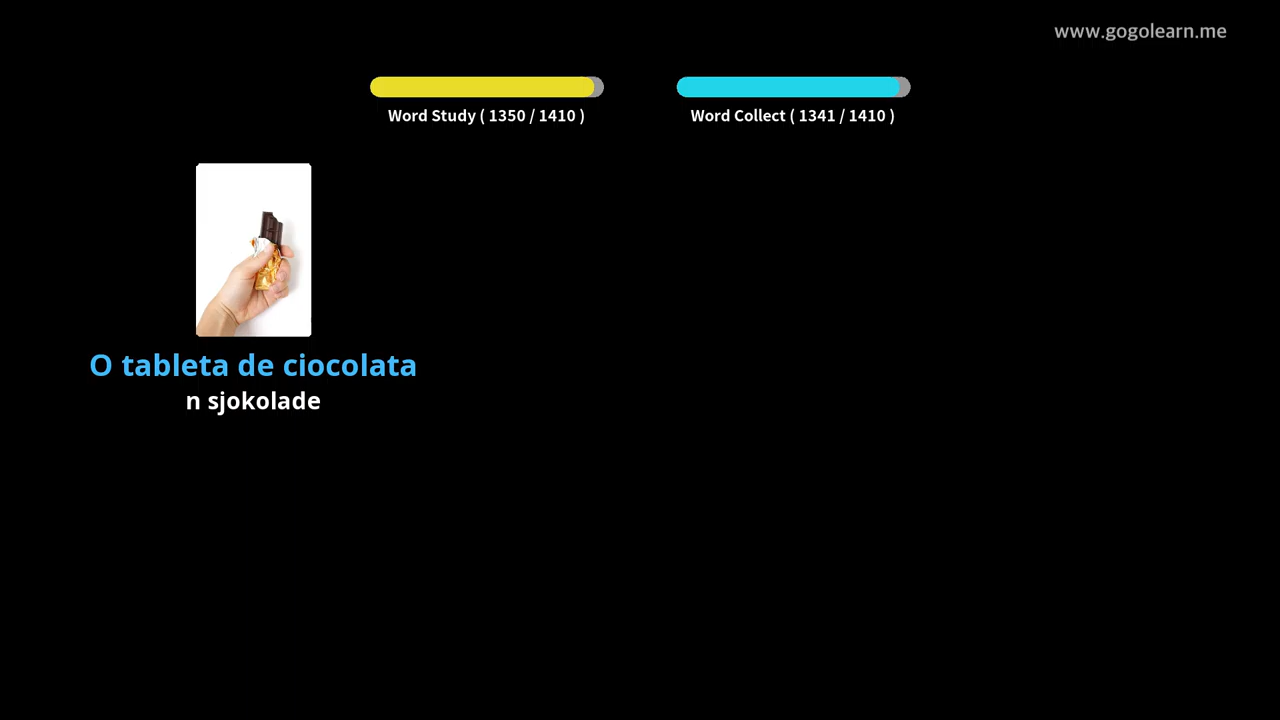 www.gogolearn.me
Word Study ( 1350 / 1410 )
Word Collect ( 1341 / 1410 )
O tableta de ciocolata
n sjokolade